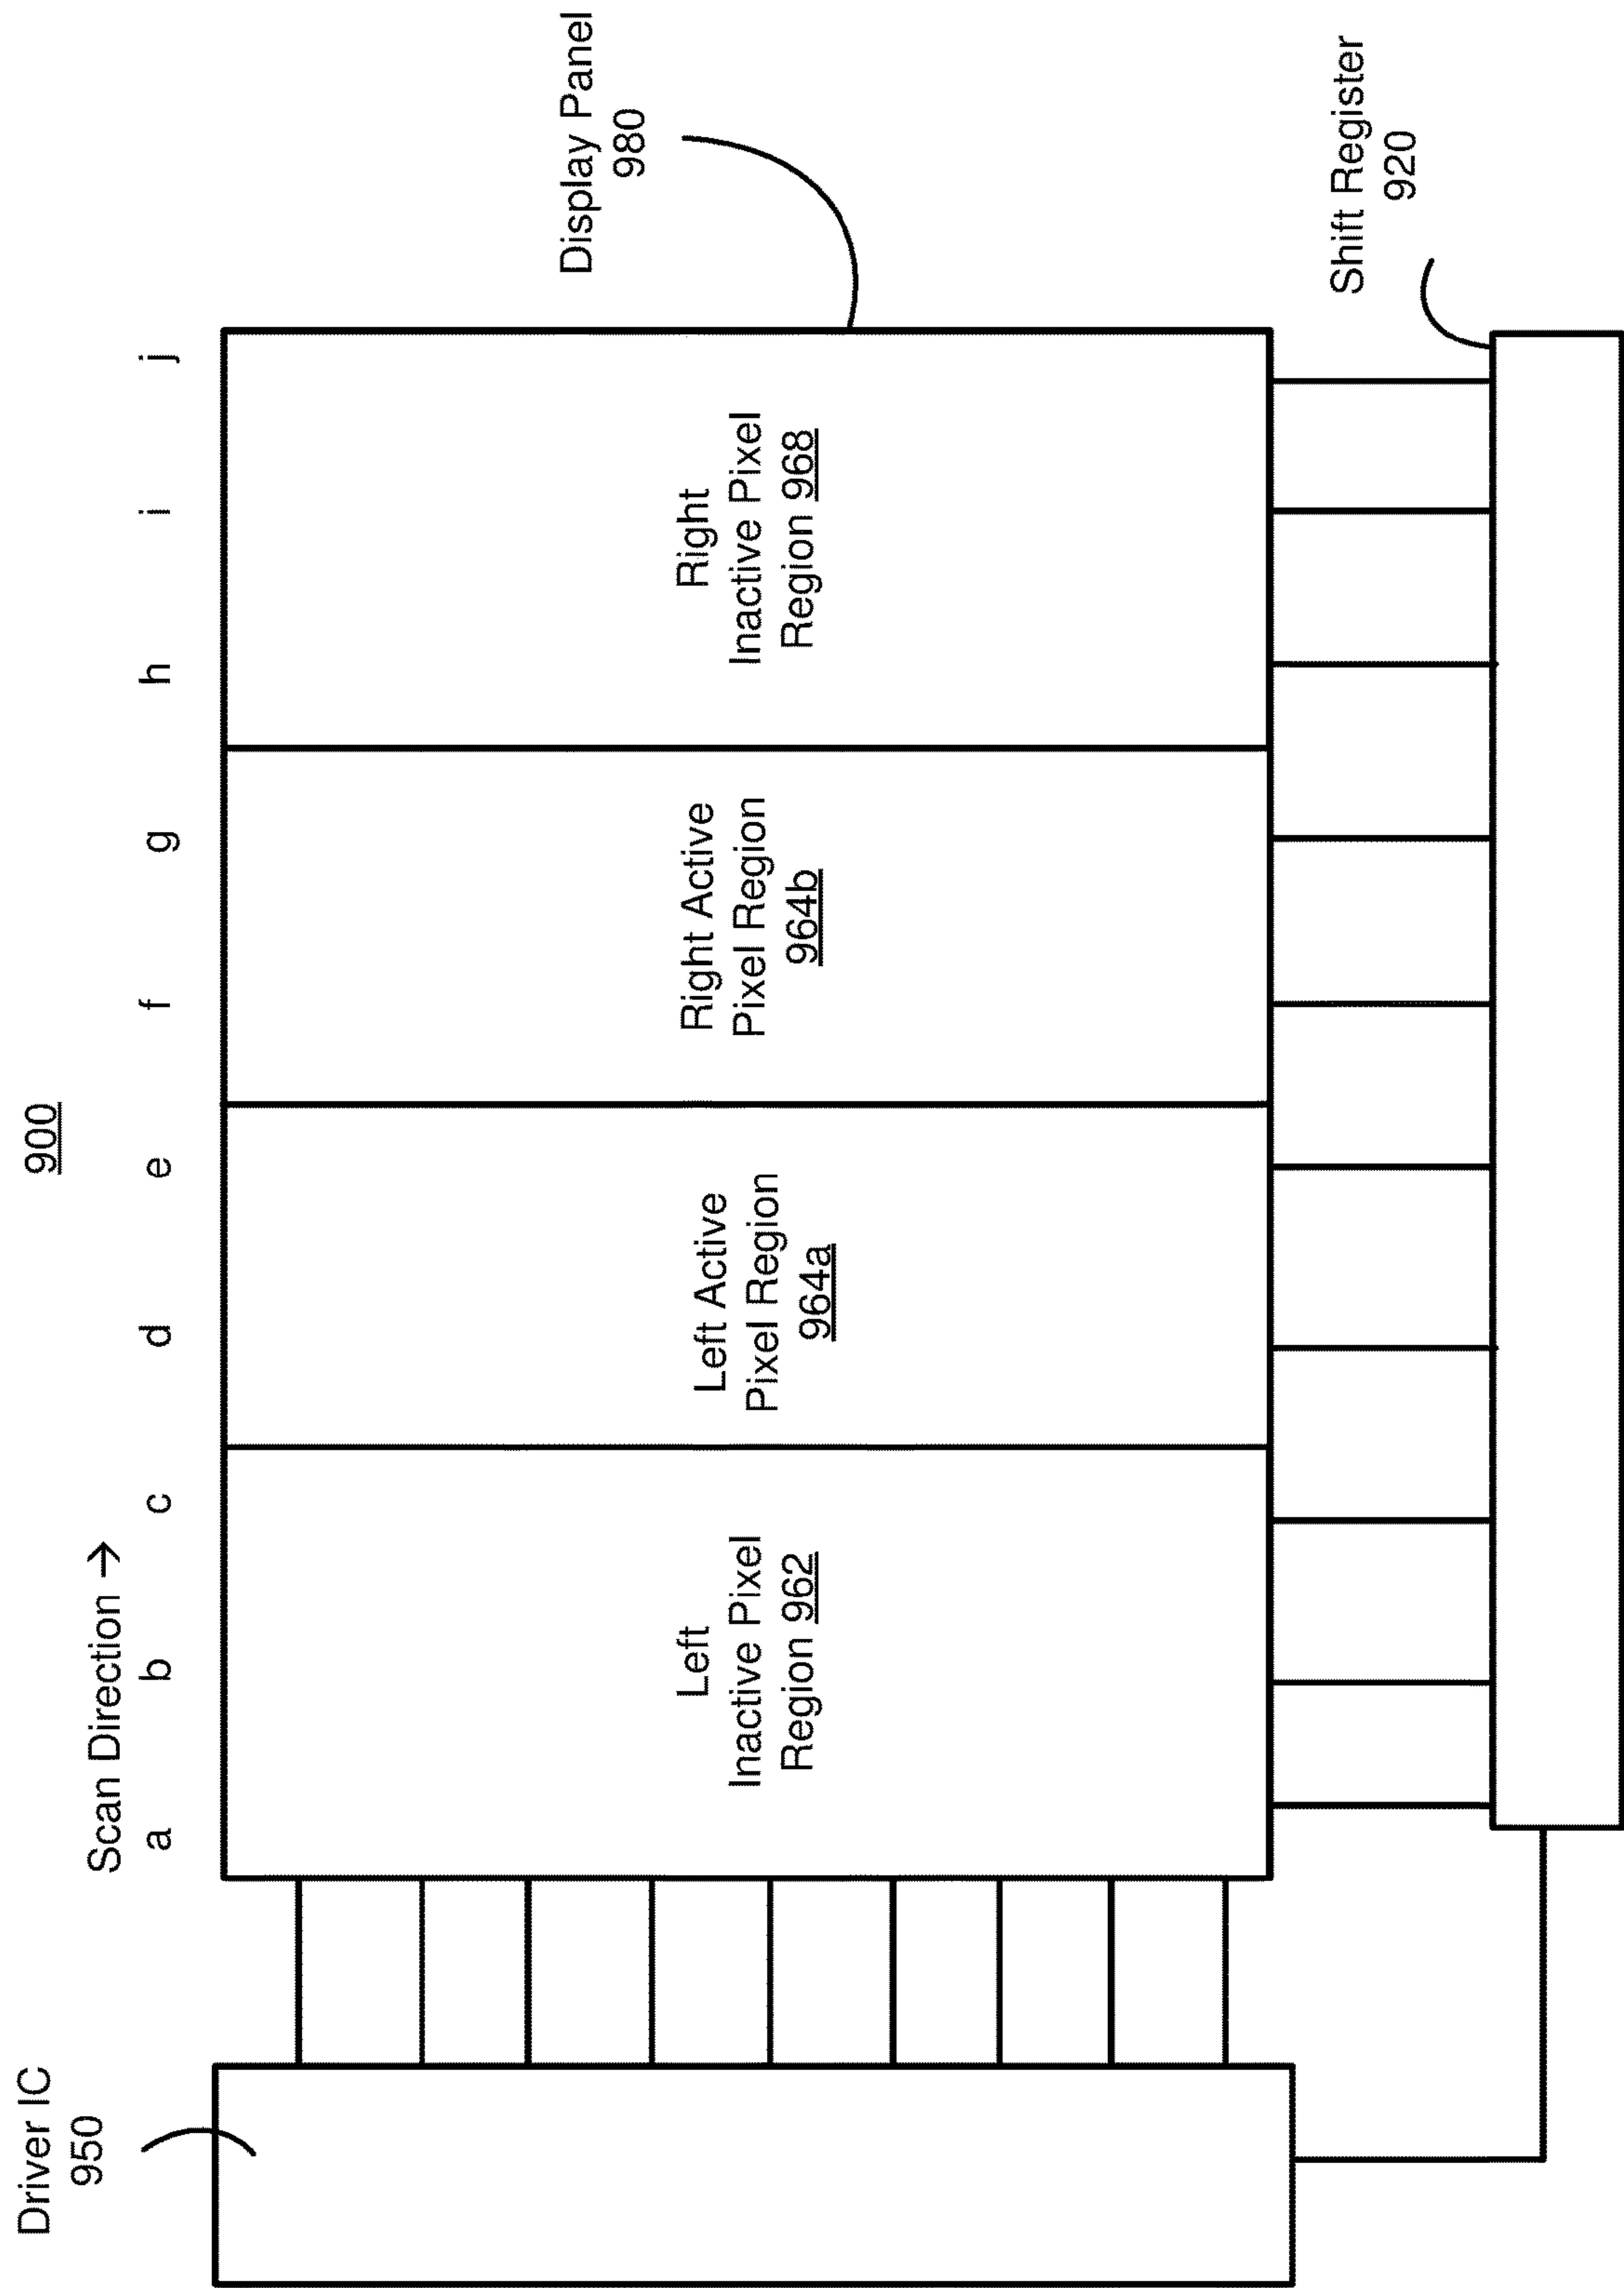 900
Driver IC
950
Scan Direction →
a b c d e f g h i j
Left
Inactive Pixel
Region 962
Left Active
Pixel Region
964a
Right Active
Pixel Region
964b
Right
Inactive Pixel
Region 968
Display Panel
980
Shift Register
920